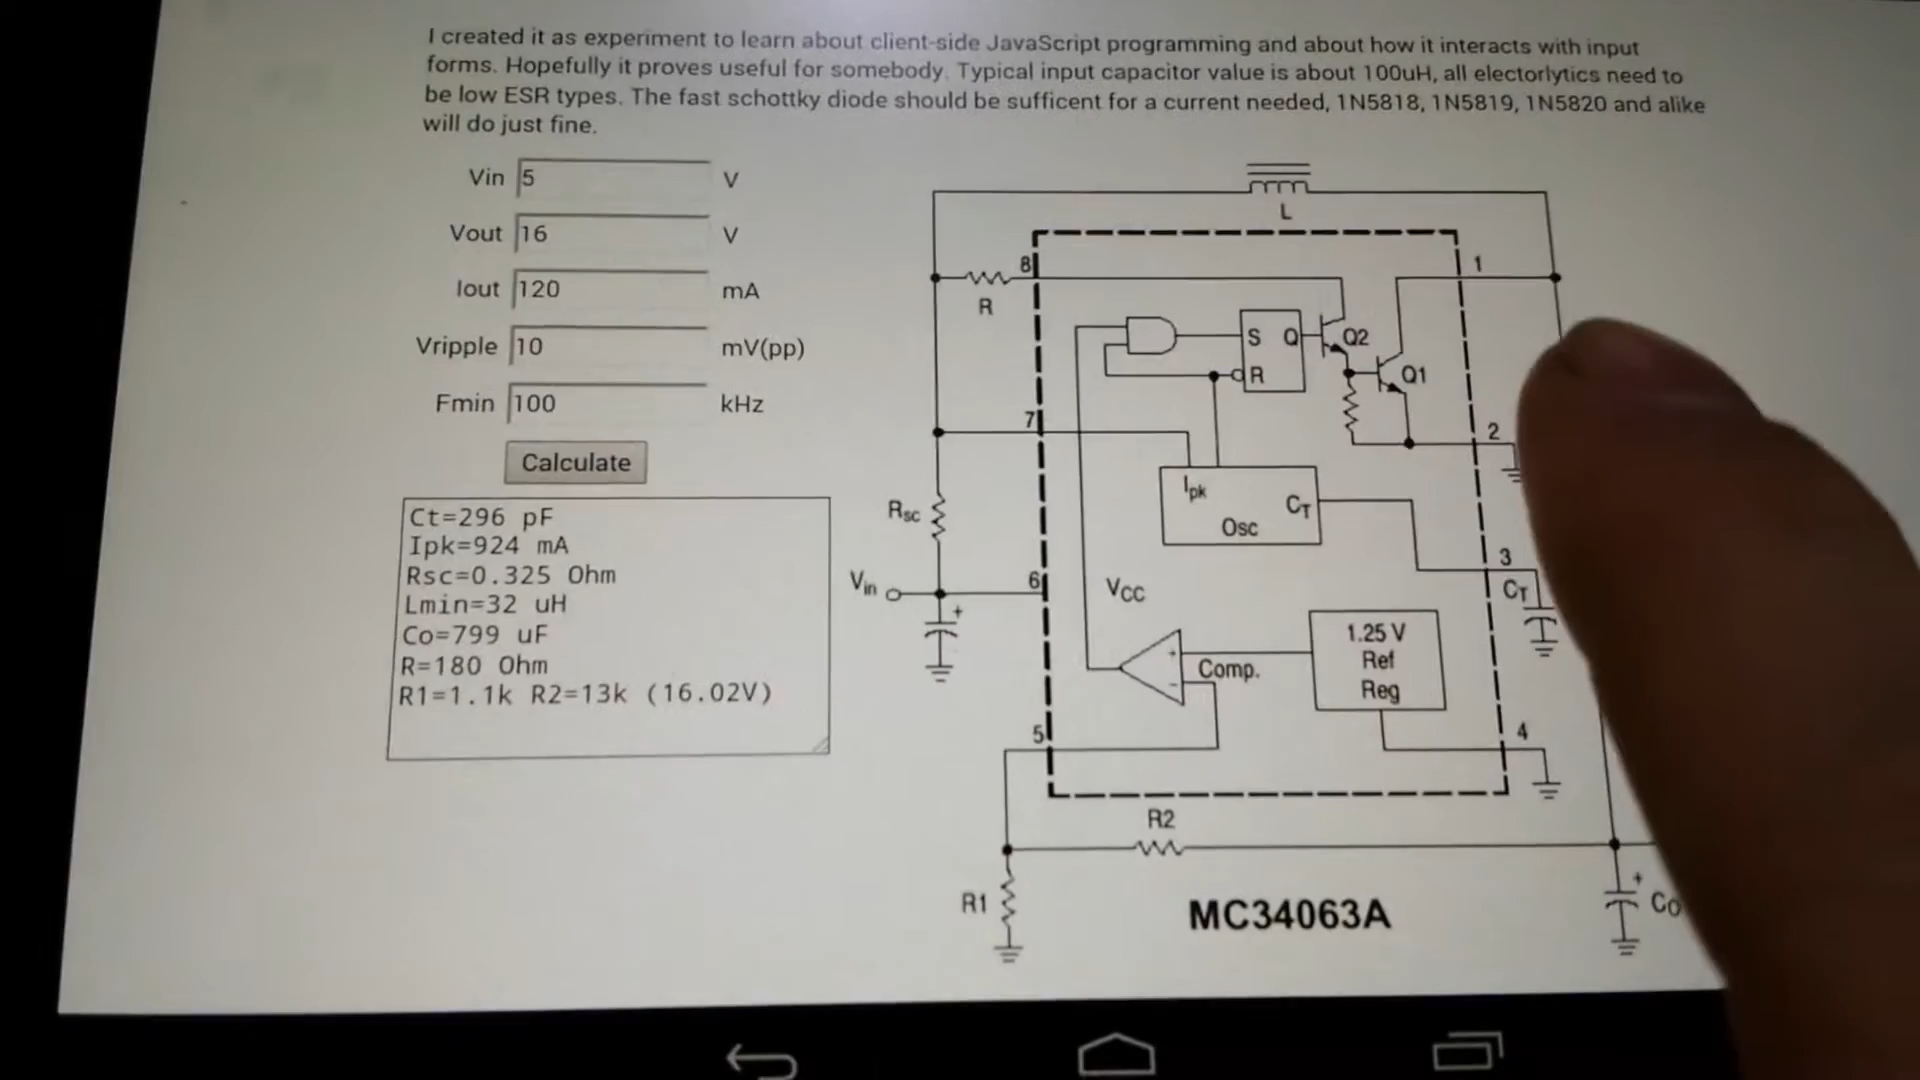 I created it as experiment to learn about client-side JavaScript programming and about how it interacts with input
forms. Hopefully it proves useful for somebody. Typical input capacitor value is about 100uH, all electorlytics need to
be low ESR types. The fast schottky diode should be sufficent for a current needed, 1N5818, 1N5819, 1N5820 and alike
will do just fine.
Vin 5 V
Vout 16 V
Iout 120 mA
Vripple 10 mV(pp)
Fmin 100 kHz
Calculate
Ct=296 pF
Ipk=924 mA
Rsc=0.325 Ohm
Lmin=32 uH
Co=799 uF
R=180 Ohm
R1=1.1k R2=13k (16.02V)
L
8
1
R
S Q
Q2
R
Q1
7
2
Ipk
CT
Osc
Rsc
3
Vin
6
VCC
CT
+
1.25 V
Ref
Reg
+
Comp.
-
5
4
R2
R1
+
CO
MC34063A